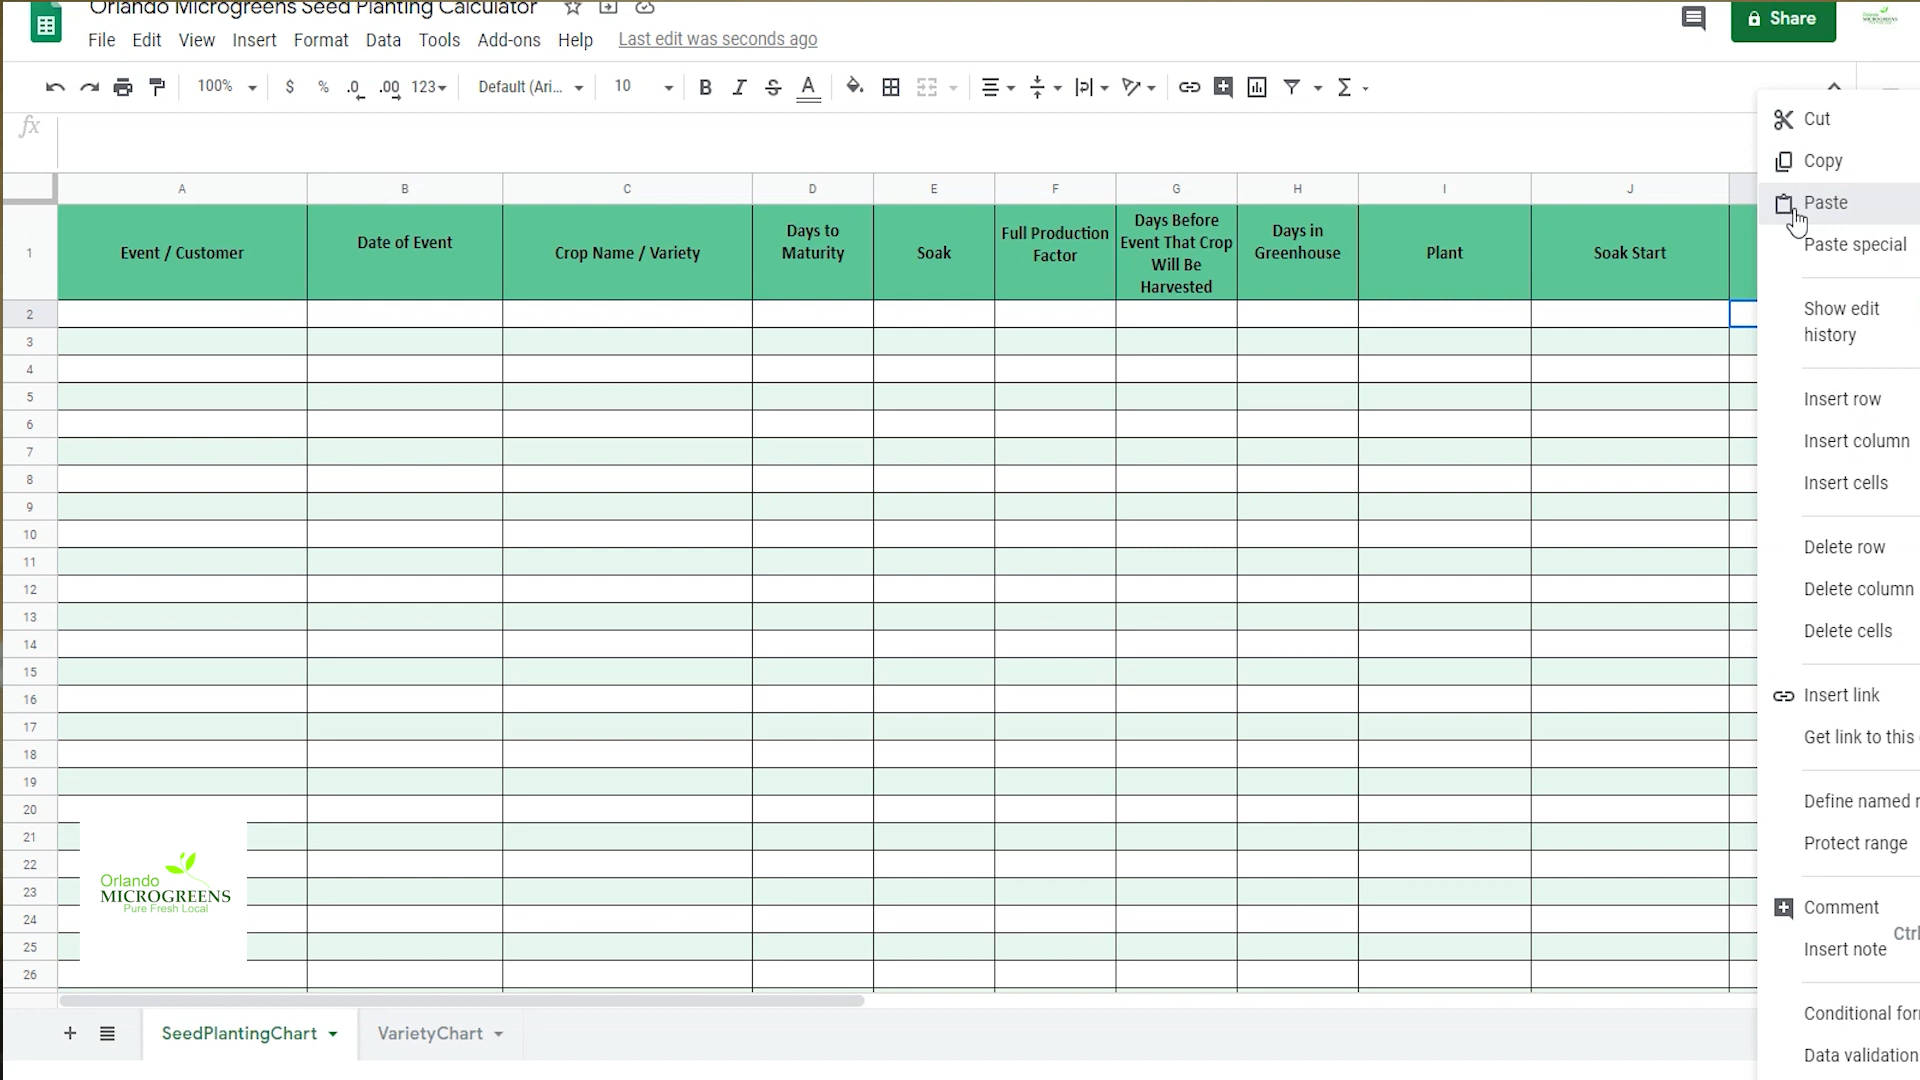 Orlando Microgreens Seed Planting Calculator
File Edit View Insert Format Data Tools Add-ons Help Last edit was seconds ago
Share
100% $ % .0 .00 123 Default (Ari... 10 B I S A
fx
A B C D E F G H I J
1
Event / Customer
Date of Event
Crop Name / Variety
Days to
Maturity
Soak
Full Production
Factor
Days Before
Event That Crop
Will Be
Harvested
Days in
Greenhouse
Plant
Soak Start
2
3
4
5
6
7
8
9
10
11
12
13
14
15
16
17
18
19
20
21
22
23
24
25
26
Orlando
MICROGREENS
Pure Fresh Local
SeedPlantingChart VarietyChart
Cut
Copy
Paste
Paste special
Show edit
history
Insert row
Insert column
Insert cells
Delete row
Delete column
Delete cells
Insert link
Get link to this
Define named r
Protect range
Comment
Ctrl
Insert note
Conditional for
Data validation